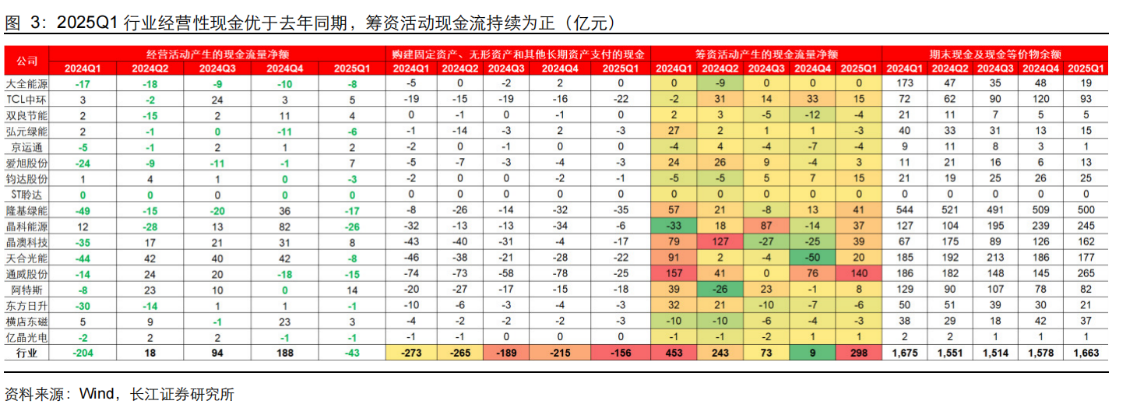 图 3：2025Q1 行业经营性现金优于去年同期，筹资活动现金流持续为正（亿元）
公司 经营活动产生的现金流量净额 购建固定资产、无形资产和其他长期资产支付的现金 筹资活动产生的现金流量净额 期末现金及现金等价物余额
2024Q1 2024Q2 2024Q3 2024Q4 2025Q1 2024Q1 2024Q2 2024Q3 2024Q4 2025Q1 2024Q1 2024Q2 2024Q3 2024Q4 2025Q1 2024Q1 2024Q2 2024Q3 2024Q4 2025Q1
大全能源 -17 -18 -9 -10 -8 -5 0 -2 2 0 0 -9 0 0 0 173 47 35 48 19
TCL中环 3 -2 24 3 5 -19 -15 -19 -16 -22 -2 31 14 33 15 72 62 90 120 93
双良节能 2 -15 2 11 4 0 -1 0 -1 0 2 3 -5 -12 -4 21 11 7 5 5
弘元绿能 2 -1 0 -11 -6 -1 -14 -3 2 -3 27 2 1 1 -3 40 33 31 13 15
京运通 -5 -1 2 1 2 -2 0 -1 0 0 -4 4 -4 -7 -4 9 11 8 3 1
爱旭股份 -24 -9 -11 -1 7 -5 -7 -3 -4 -3 24 26 9 -4 3 11 21 16 6 13
钧达股份 1 4 1 0 -3 -2 0 0 -2 -1 -5 -5 5 7 15 21 19 25 26 25
ST聆达 0 0 0 0 0 0 0 0 0 0 0 0 0 0 0 0 0 0 0 0
隆基绿能 -49 -15 -20 36 -17 -8 -26 -14 -32 -35 57 21 -8 13 41 544 521 491 509 500
晶科能源 12 -28 13 82 -26 -32 -13 -13 -34 -6 -33 18 87 -14 37 127 104 195 239 245
晶澳科技 -35 17 21 31 8 -43 -40 -31 -4 -17 79 127 -27 -25 39 67 175 89 126 162
天合光能 -44 42 40 42 -8 -46 -38 -21 -28 -22 91 2 -4 -50 20 185 192 213 186 177
通威股份 -14 24 20 -18 -15 -74 -73 -58 -78 -25 157 41 0 76 140 186 182 148 145 265
阿特斯 -8 23 10 0 14 -20 -27 -17 -15 -18 39 -26 23 -1 8 129 90 107 78 82
东方日升 -30 -14 1 1 -1 -10 -6 -3 -4 -3 32 21 -10 -7 -6 50 51 39 30 21
横店东磁 5 9 -1 23 3 -4 -2 -2 -2 -3 -10 -10 -6 -4 -3 38 29 18 42 37
亿晶光电 -2 2 2 -1 -1 -1 -1 0 0 0 -1 -1 -2 1 1 2 2 1 1 1
行业 -204 18 94 188 -43 -273 -265 -189 -215 -156 453 243 73 9 298 1,675 1,551 1,514 1,578 1,663
资料来源：Wind，长江证券研究所